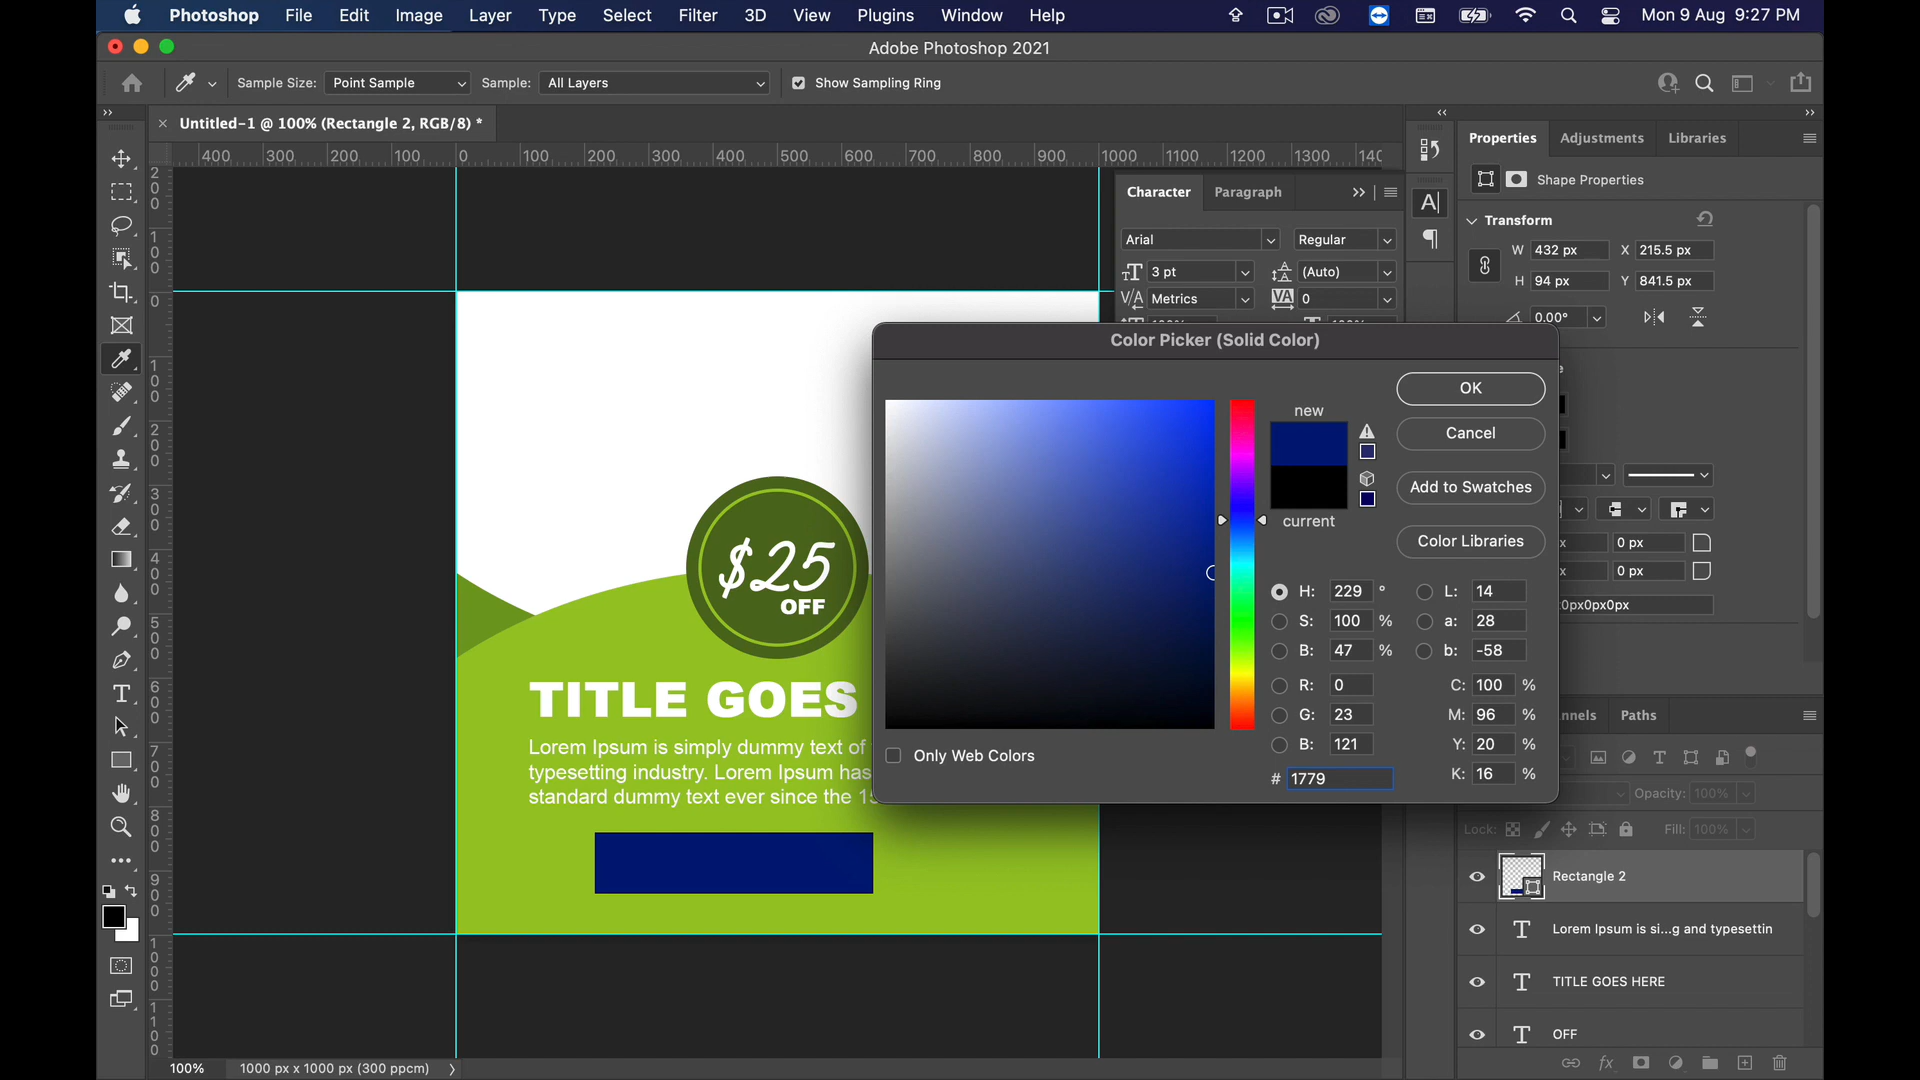 Photoshop File Edit Image Layer Type Select Filter 3D View Plugins Window Help Mon 9 Aug 9:27 PM
Adobe Photoshop 2021
Sample Size: Point Sample Sample: All Layers Show Sampling Ring
Untitled-1 @ 100% (Rectangle 2, RGB/8) *
400 300 200 100 0 100 200 300 400 500 600 700 800 900 1000 1100 1200 1300
Properties Adjustments Libraries
Shape Properties
Transform
W 432 px X 215.5 px
H 94 px Y 841.5 px
0.00°
Character Paragraph
Arial Regular
3 pt (Auto)
Metrics 0
Color Picker (Solid Color)
new
current
OK
Cancel
Add to Swatches
Color Libraries
H: 229 ° L: 14
S: 100 % a: 28
B: 47 % b: -58
R: 0 C: 100 %
G: 23 M: 96 %
B: 121 Y: 20 %
# 1779 K: 16 %
Only Web Colors
0 px
0 px
0px0px
$25
OFF
TITLE GOES
Lorem Ipsum is simply dummy text of
typesetting industry. Lorem Ipsum has
standard dummy text ever since the
Paths
Opacity: 100%
Lock: Fill: 100%
Rectangle 2
Lorem Ipsum is si...g and typesettin
TITLE GOES HERE
OFF
100% 1000 px x 1000 px (300 ppcm)